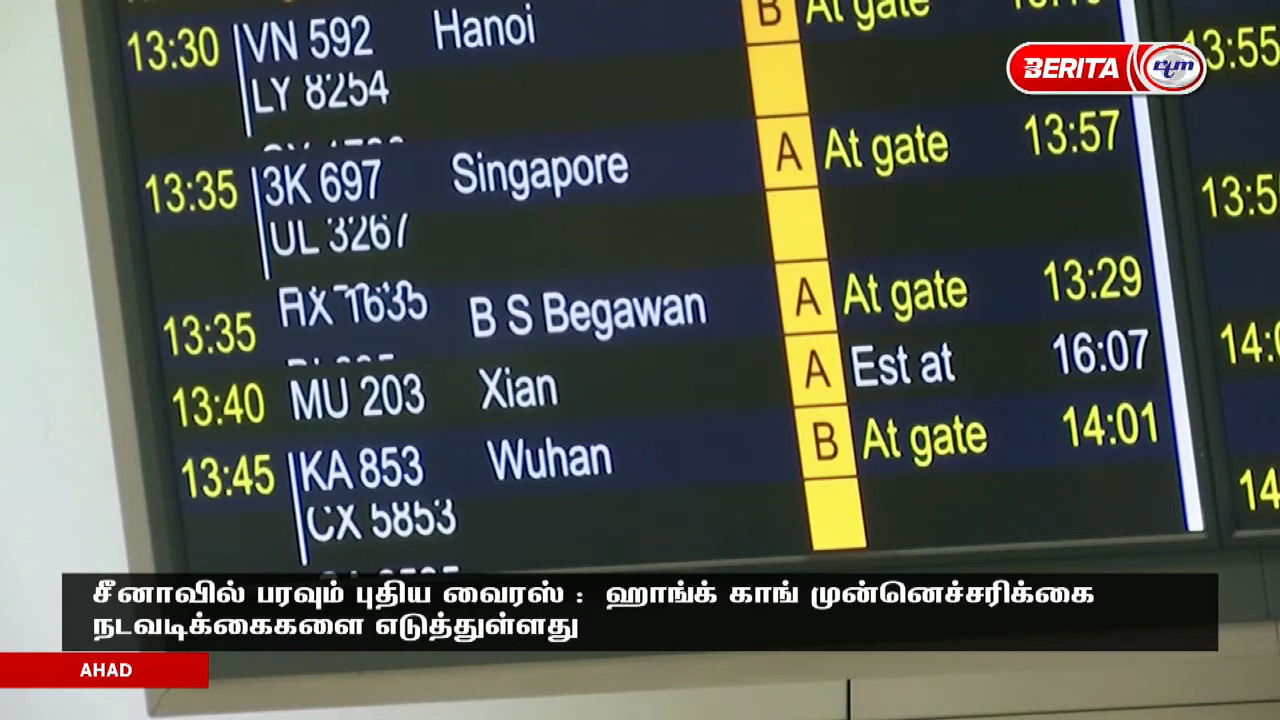 13:30 VN 592 Hanoi B At gate
LY 8254
13:55
13:35 3K 697 Singapore A At gate 13:57
UL 3267
13:35 HX 1635 B S Begawan A At gate 13:29
13:40 MU 203 Xian A Est at 16:07
13:45 KA 853 Wuhan B At gate 14:01
CX 5853
BERITA rtm
சீனாவில் பரவும் புதிய வைரஸ் : ஹாங்க் காங் முன்னெச்சரிக்கை
நடவடிக்கைகளை எடுத்துள்ளது
AHAD